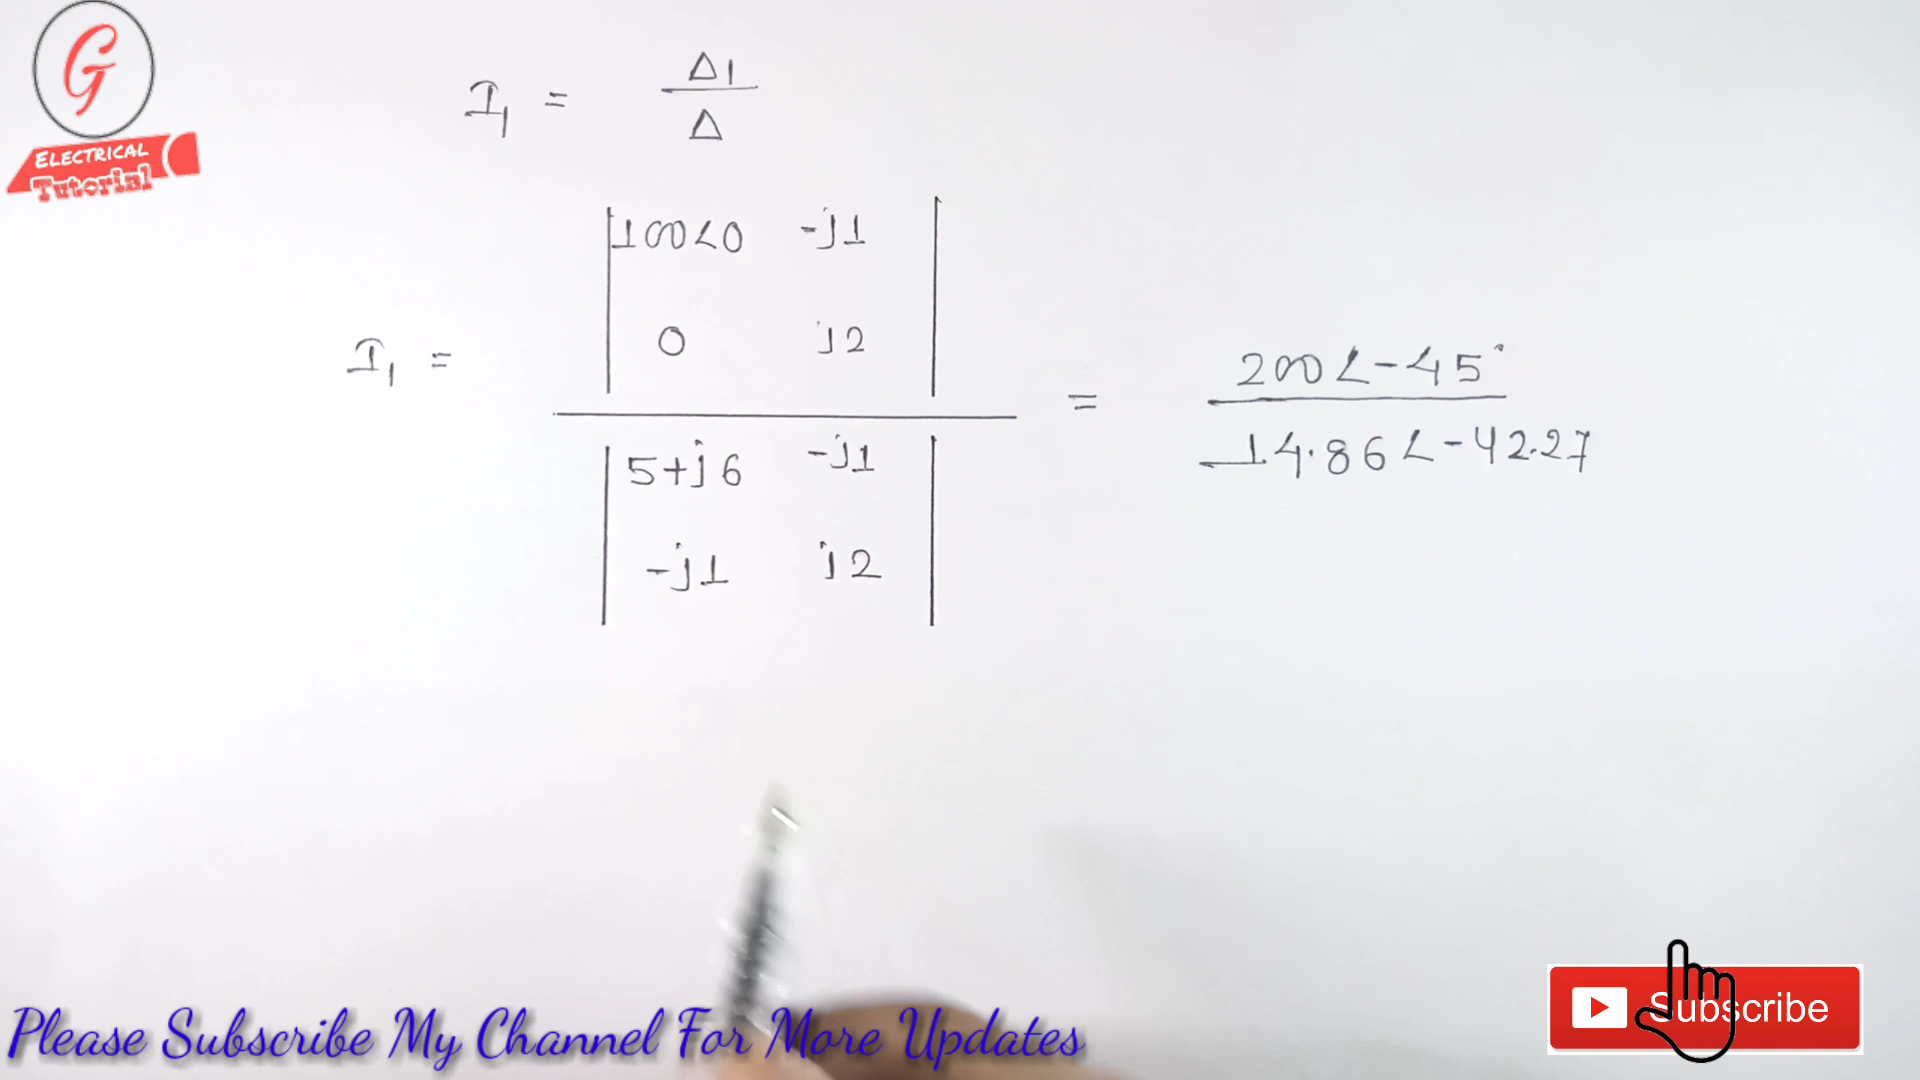 G
ELECTRICAL
Tutorial
I1 = Δ1
Δ
100∠0 -j1
0 j2
I1 =
5+j6 -j1
-j1 j2
= 200∠-45°
14.86∠-42.27
Please Subscribe My Channel For More Updates
Subscribe